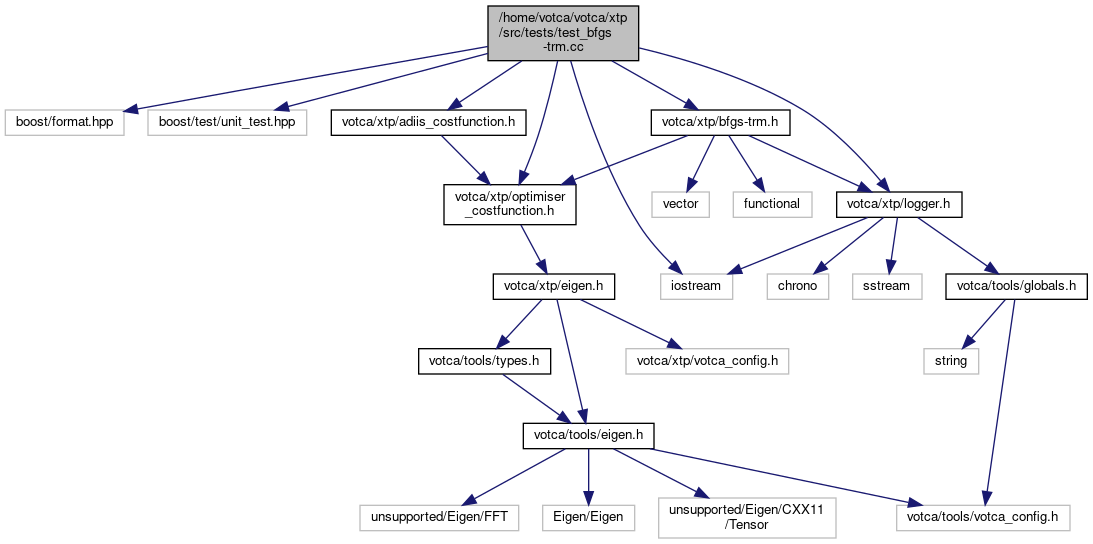 /home/votca/votca/xtp
/src/tests/test_bfgs
-trm.cc
boost/format.hpp
boost/test/unit_test.hpp
votca/xtp/adiis_costfunction.h
votca/xtp/bfgs-trm.h
votca/xtp/optimiser
_costfunction.h
vector
functional
votca/xtp/logger.h
votca/xtp/eigen.h
iostream
chrono
sstream
votca/tools/globals.h
votca/tools/types.h
votca/xtp/votca_config.h
string
votca/tools/eigen.h
unsupported/Eigen/FFT
Eigen/Eigen
unsupported/Eigen/CXX11
/Tensor
votca/tools/votca_config.h